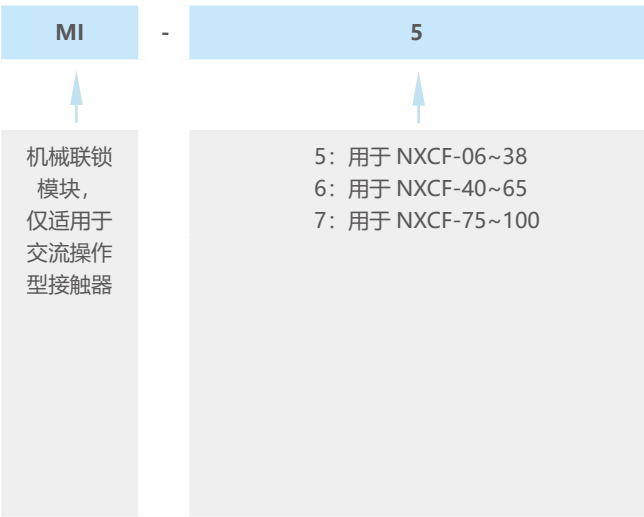 MI - 5
机械联锁
模块，
仅适用于
交流操作
型接触器
5：用于 NXCF-06~38
6：用于 NXCF-40~65
7：用于 NXCF-75~100